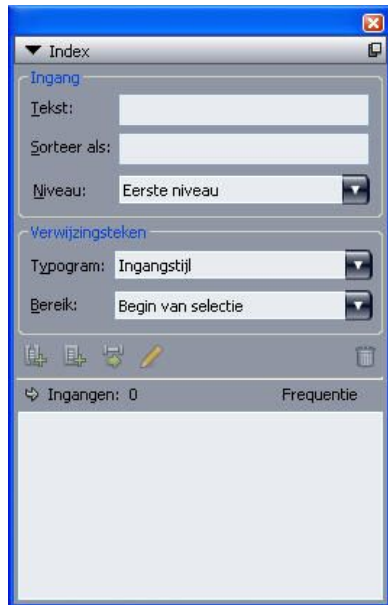 Index
Ingang
Tekst:
Sorteer als:
Niveau: Eerste niveau
Verwijzingsteken
Typogram: Ingangstijl
Bereik: Begin van selectie
Ingangen: 0 Frequentie